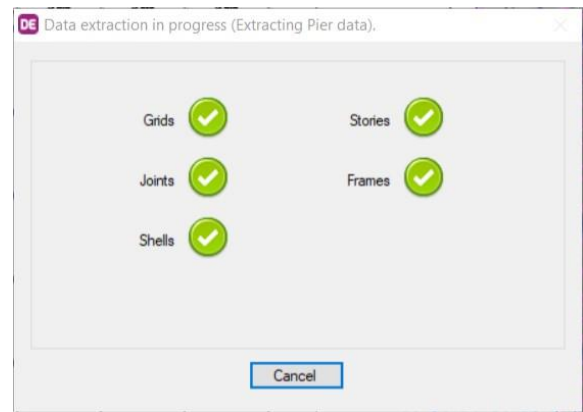 DE Data extraction in progress (Extracting Pier data).
Grids Stories
Joints Frames
Shells
Cancel